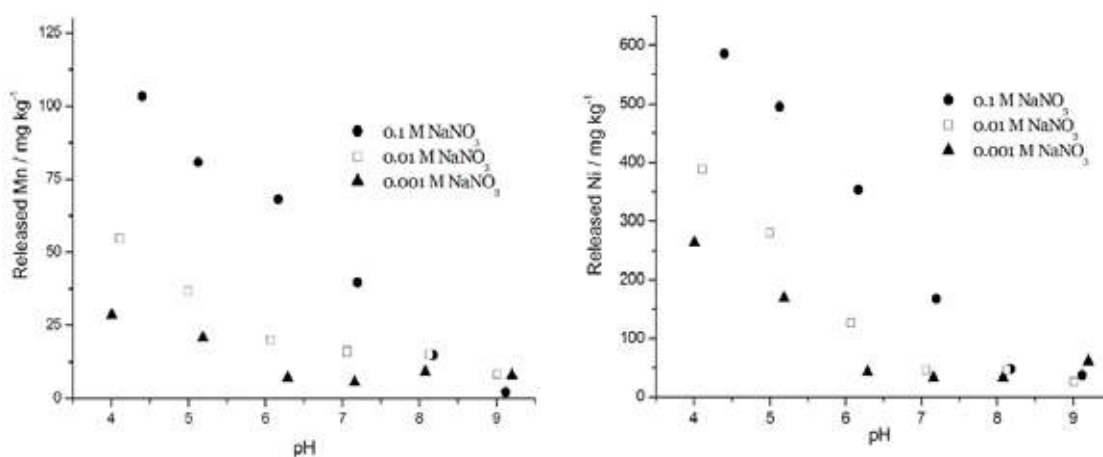 Released Mn / mg kg⁻¹
125
100
75
50
25
0
4 5 6 7 8 9
pH
0.1 M NaNO₃
0.01 M NaNO₃
0.001 M NaNO₃
Released Ni / mg kg⁻¹
600
500
400
300
200
100
0
4 5 6 7 8 9
pH
0.1 M NaNO₃
0.01 M NaNO₃
0.001 M NaNO₃